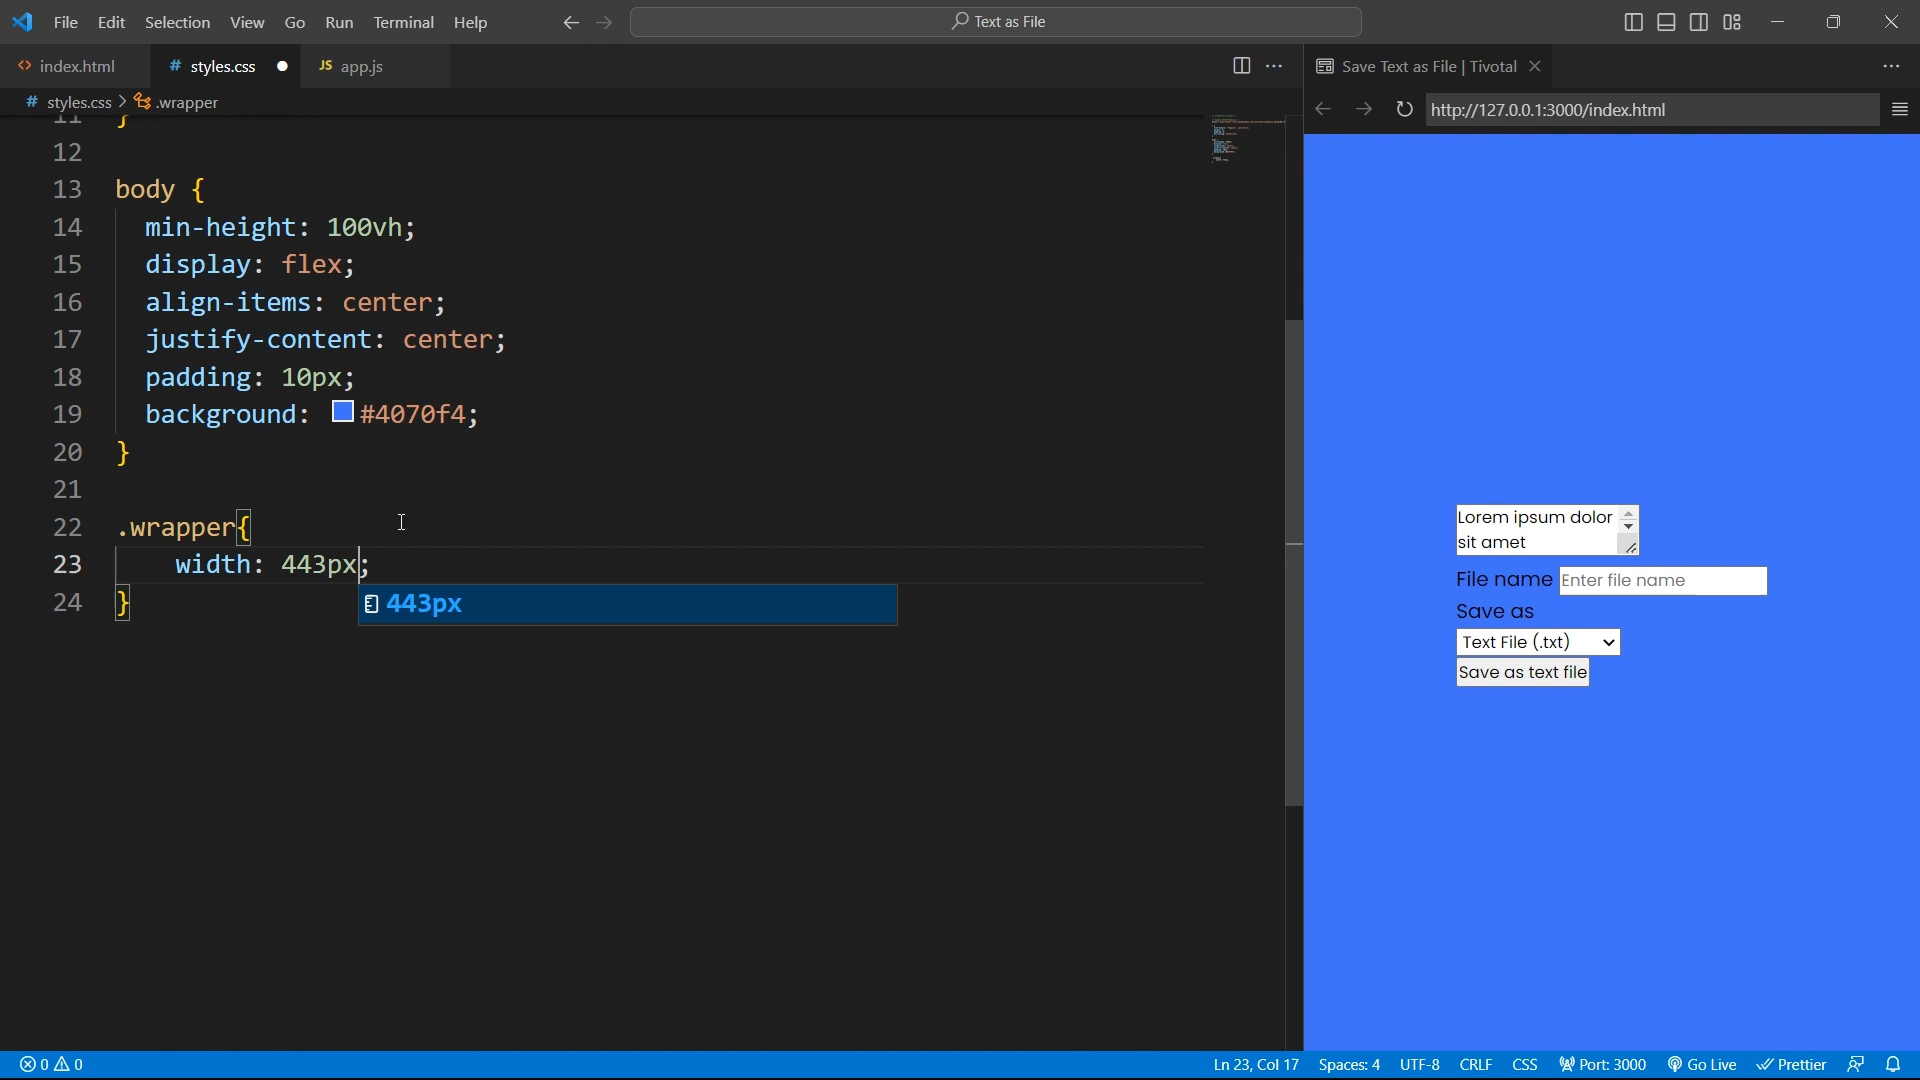 File Edit Selection View Go Run Terminal Help Text as File
index.html # styles.css JS app.js Save Text as File | Tivotal
# styles.css > .wrapper http://127.0.0.1:3000/index.html
11 }
12
13 body {
14 min-height: 100vh;
15 display: flex;
16 align-items: center;
17 justify-content: center;
18 padding: 10px;
19 background: #4070f4;
20 }
21
22 .wrapper{
23 width: 443px;
24 }
443px
Lorem ipsum dolor
sit amet
File name Enter file name
Save as
Text File (.txt)
Save as text file
0 0 Ln 23, Col 17 Spaces: 4 UTF-8 CRLF CSS Port: 3000 Go Live Prettier